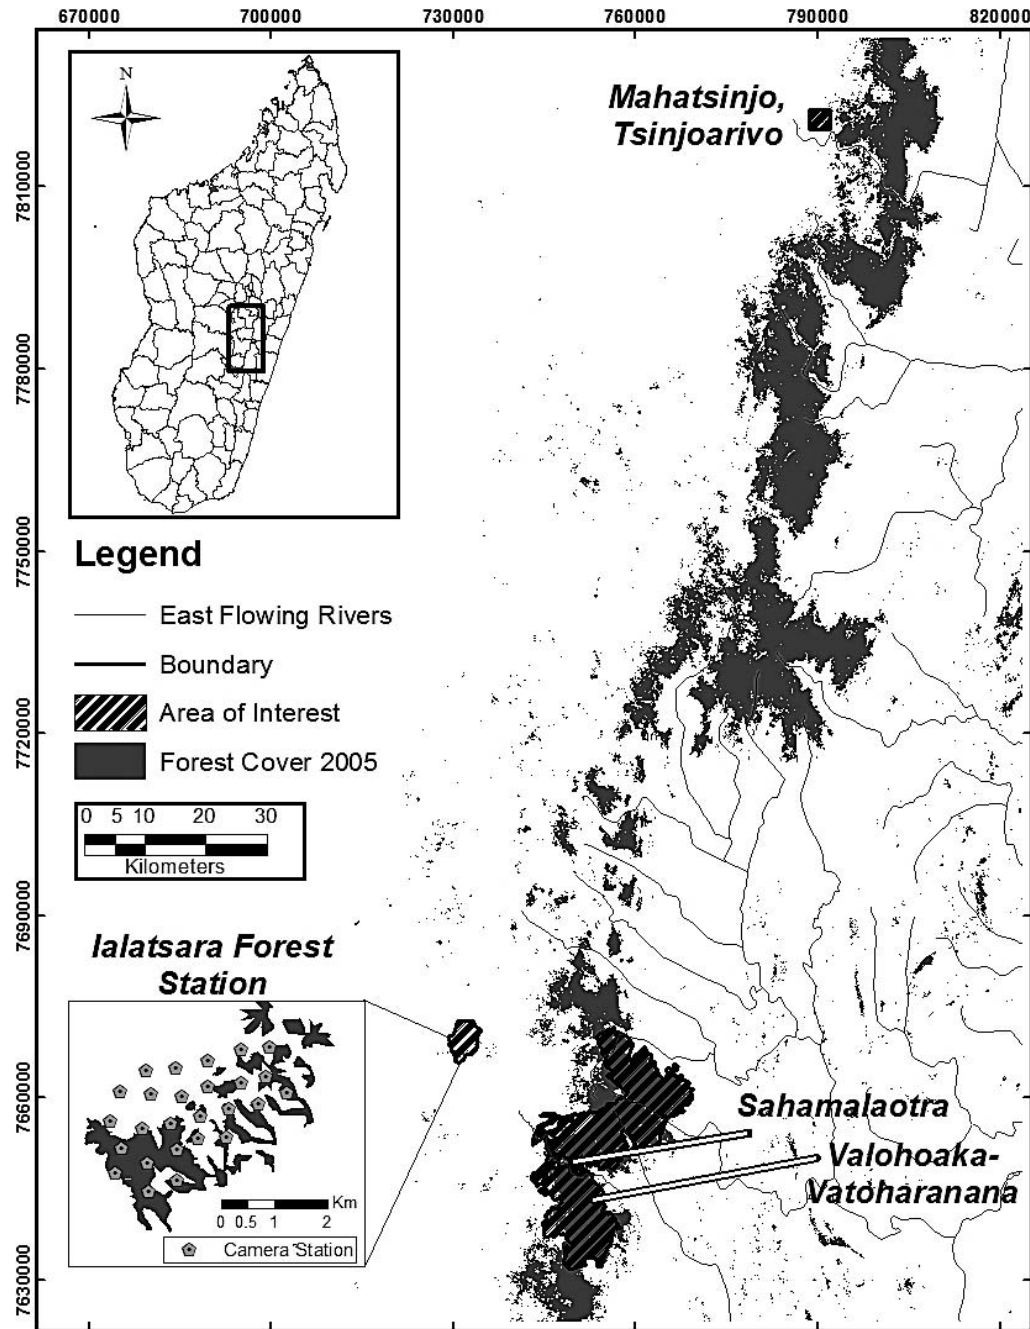 670000 700000 730000 760000 790000 820000
N
Mahatsinjo,
Tsinjoarivo
7810000
7780000
7750000
7720000
7690000
7660000
7630000
Legend
East Flowing Rivers
Boundary
Area of Interest
Forest Cover 2005
0 5 10 20 30
Kilometers
Ialatsara Forest
Station
Km
0 0.5 1 2
Camera Station
Sahamalaotra
Valohoaka-
Vatoharanana